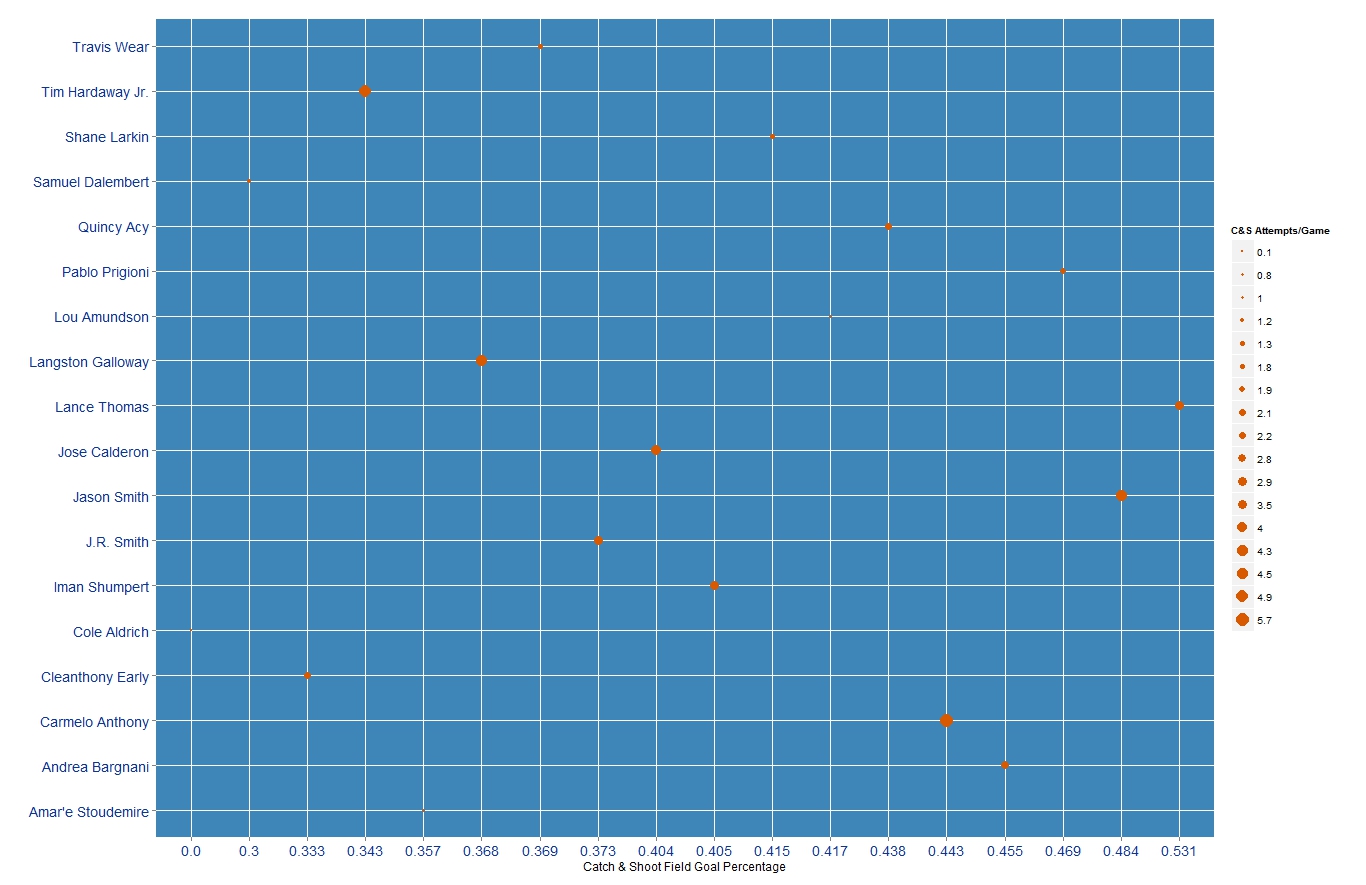 Travis Wear
Tim Hardaway Jr.
Shane Larkin
Samuel Dalembert
Quincy Acy
Pablo Prigioni
Lou Amundson
Langston Galloway
Lance Thomas
Jose Calderon
Jason Smith
J.R. Smith
Iman Shumpert
Cole Aldrich
Cleanthony Early
Carmelo Anthony
Andrea Bargnani
Amar'e Stoudemire
0.0 0.3 0.333 0.343 0.357 0.368 0.369 0.373 0.404 0.405 0.415 0.417 0.438 0.443 0.455 0.469 0.484 0.531
Catch & Shoot Field Goal Percentage
C&S Attempts/Game
0.1
0.8
1
1.2
1.3
1.8
1.9
2.1
2.2
2.8
2.9
3.5
4
4.3
4.5
4.9
5.7